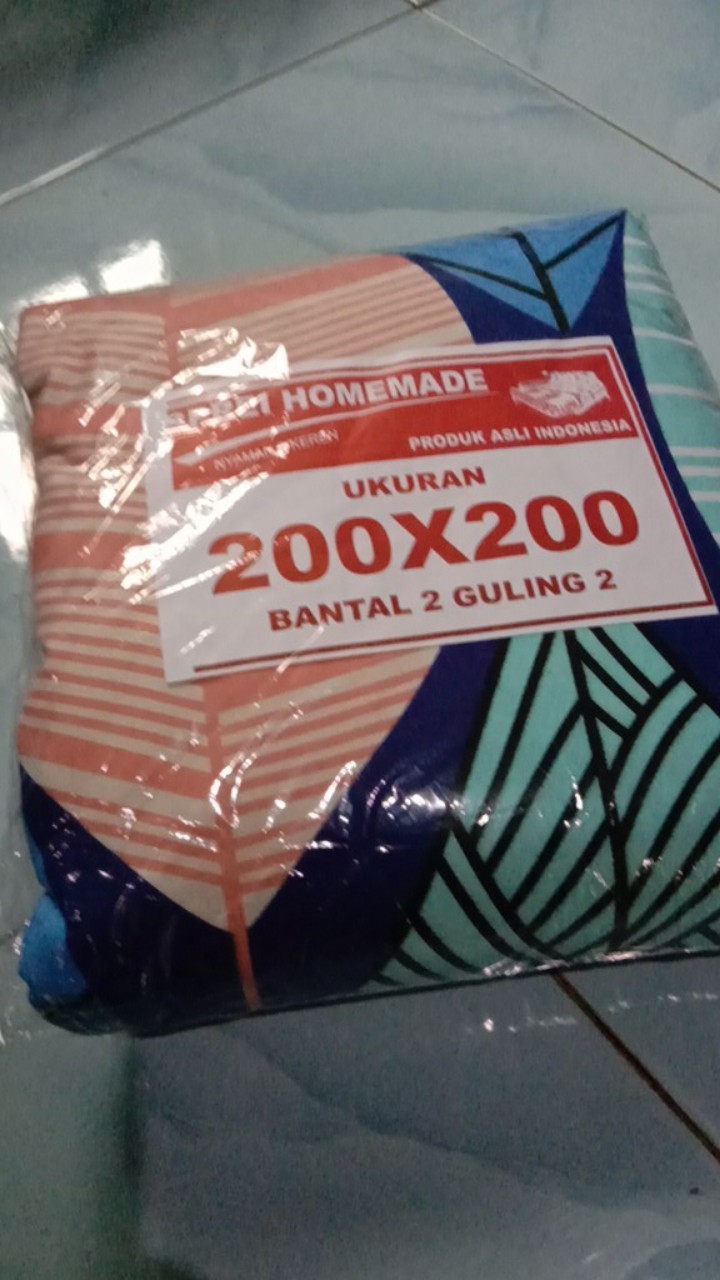 HOMEMADE
PRODUK ASLI INDONESIA
UKURAN
200X200
BANTAL 2 GULING 2